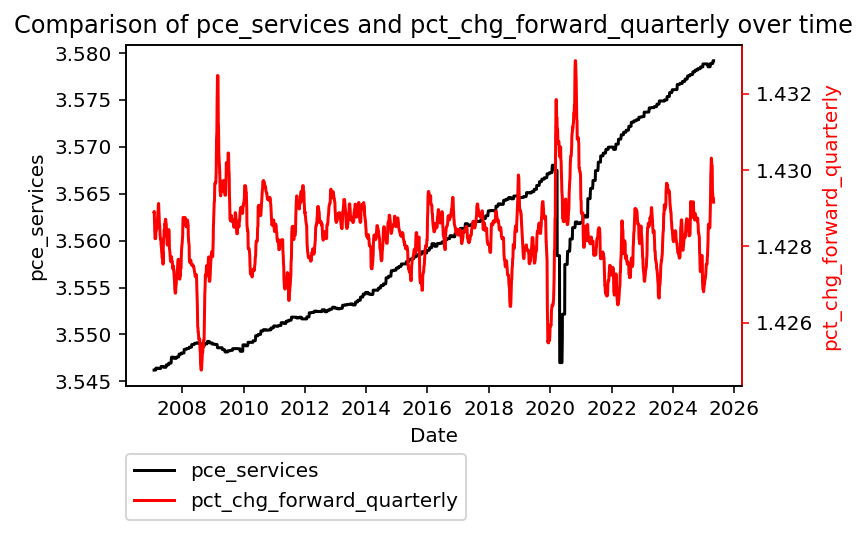 Comparison of pce_services and pct_chg_forward_quarterly over time
3.580
3.575
3.570
3.565
3.560
3.555
3.550
3.545
pce_services
1.432
1.430
1.428
1.426
pct_chg_forward_quarterly
2008 2010 2012 2014 2016 2018 2020 2022 2024 2026
Date
pce_services
pct_chg_forward_quarterly